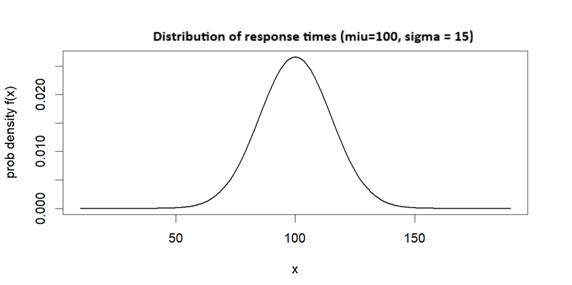 Distribution of response times (miu=100, sigma = 15)
prob density f(x)
0.020
0.010
0.000
50 100 150
x